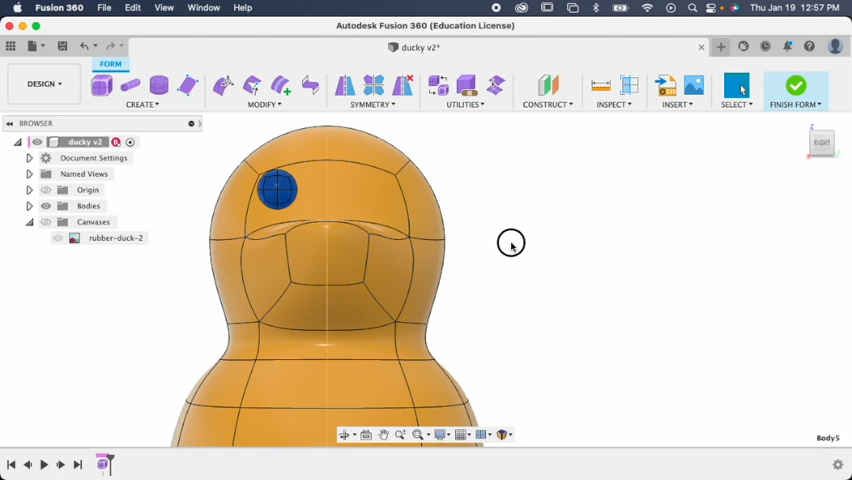 Fusion 360 File Edit View Window Help Thu Jan 19 12:57 PM
Autodesk Fusion 360 (Education License)
ducky v2*
FORM
DESIGN
CREATE MODIFY SYMMETRY UTILITIES CONSTRUCT INSPECT INSERT SELECT FINISH FORM
BROWSER
ducky v2
Document Settings
Named Views
Origin
Bodies
Canvases
rubber-duck-2
Z
RIGHT
X
Y
Body5